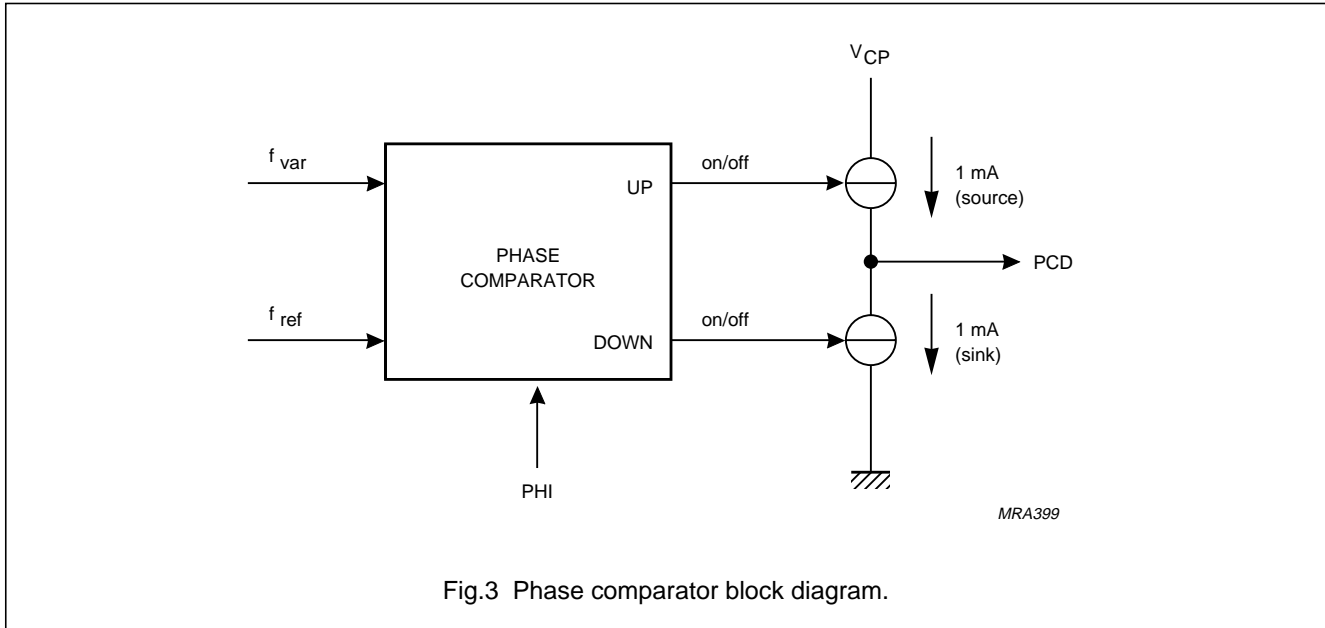 V CP
f var
on/off
UP
1 mA
(source)
PHASE
COMPARATOR
PCD
f ref
on/off
DOWN
1 mA
(sink)
PHI
MRA399
Fig.3 Phase comparator block diagram.